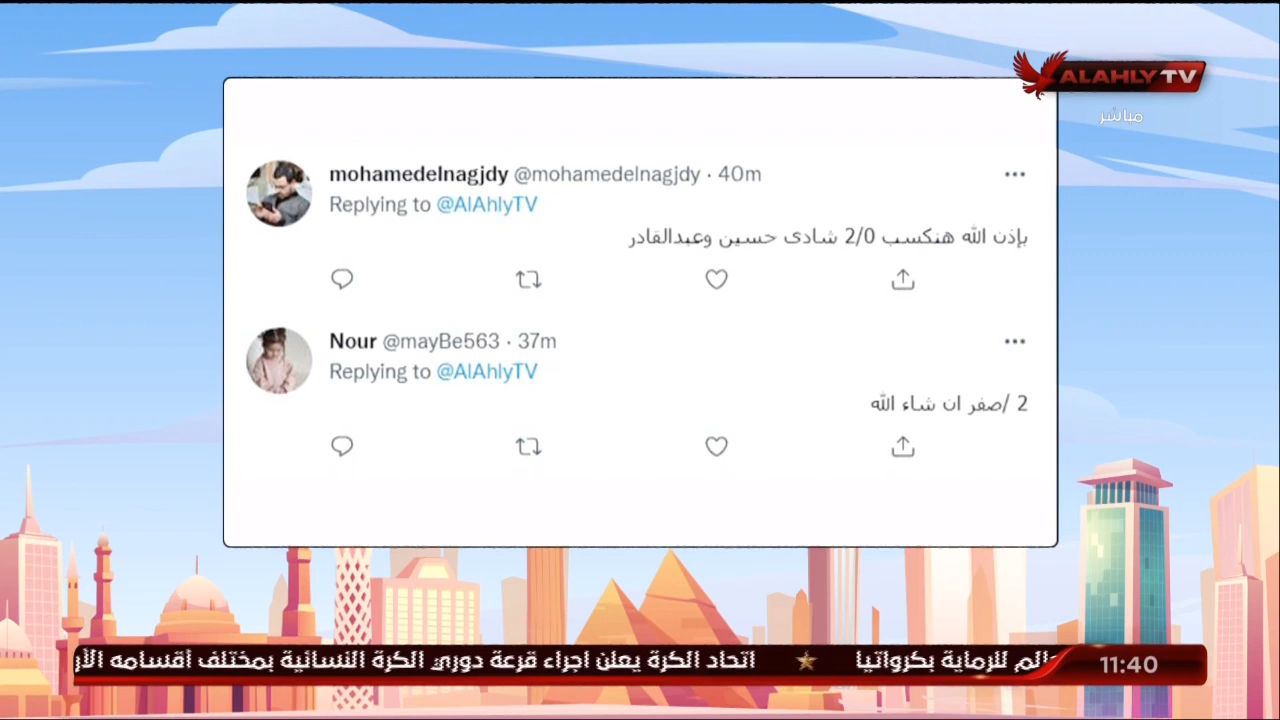 ALAHLY TV
مباشر
mohamedelnagjdy @mohamedelnagjdy · 40m
Replying to @AlAhlyTV
بإذن الله هنكسب 2/0 شادى حسين وعبدالقادر
Nour @mayBe563 · 37m
Replying to @AlAhlyTV
2 /صفر ان شاء الله
للرماية بكرواتيا ★ اتحاد الكرة يعلن اجراء قرعة دوري الكرة النسائية بمختلف أقسامه
11:40